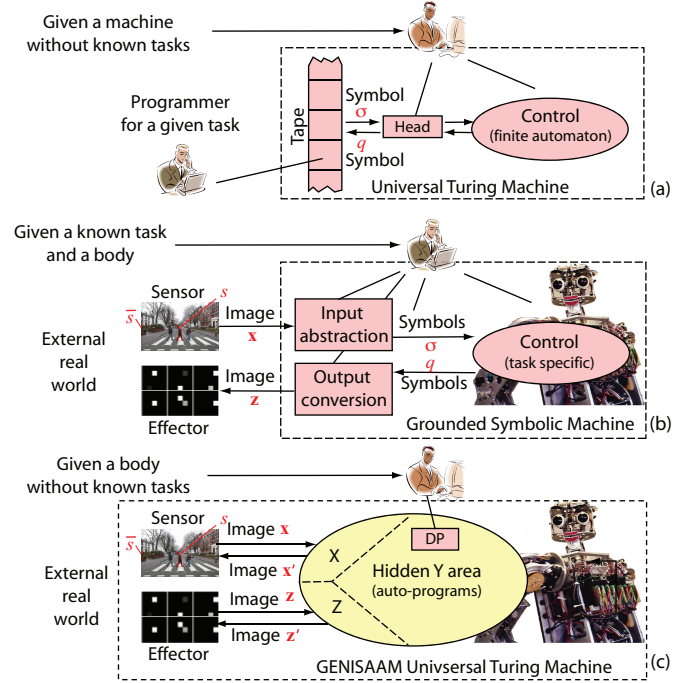 Given a machine
without known tasks
Programmer
for a given task
Tape
Symbol
σ
q
Symbol
Head
Control
(finite automaton)
Universal Turing Machine
(a)
Given a known task
and a body
Sensor
s
s̅
External
real
world
Effector
Image
x
Image
z
Input
abstraction
Output
conversion
Symbols
σ
q
Symbols
Control
(task specific)
Grounded Symbolic Machine
(b)
Given a body
without known tasks
Sensor
s
s̅
External
real
world
Effector
Image x
Image x′
Image z
Image z′
X
Z
DP
Hidden Y area
(auto-programs)
GENISAAM Univsersal Turing Machine
(c)